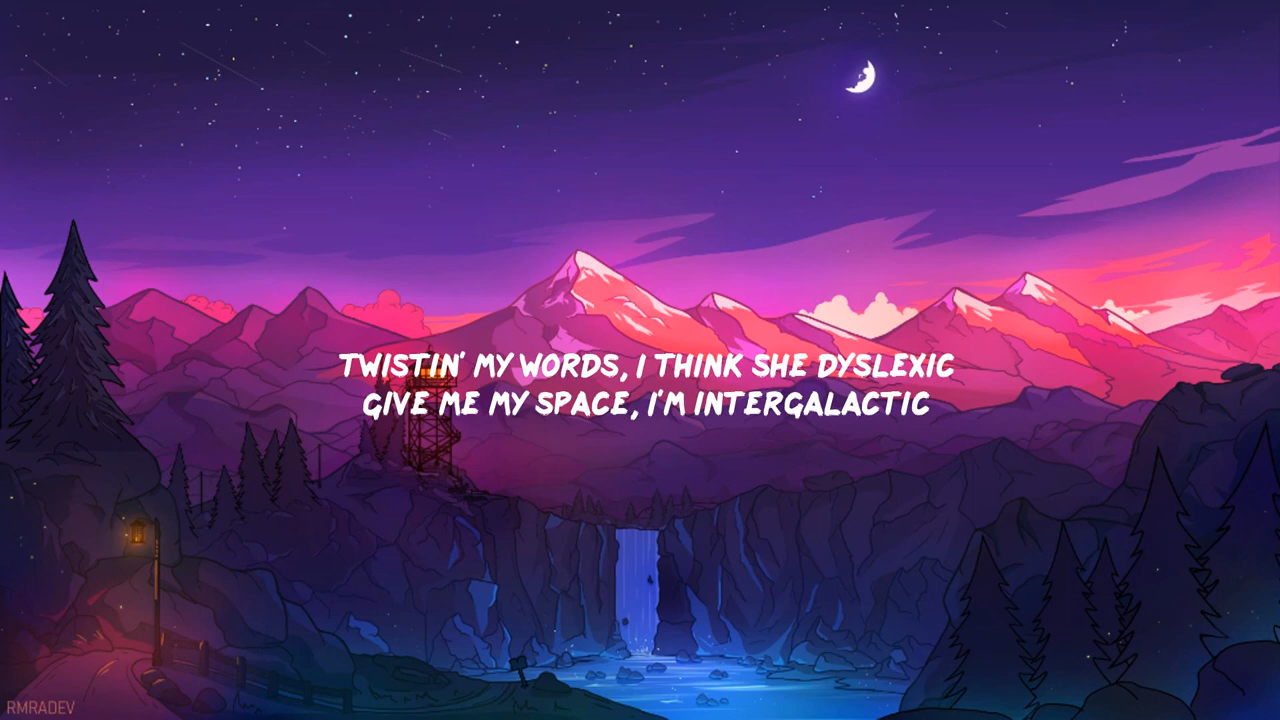 TWISTIN' MY WORDS, I THINK SHE DYSLEXIC
GIVE ME MY SPACE, I'M INTERGALACTIC
RMRADEV